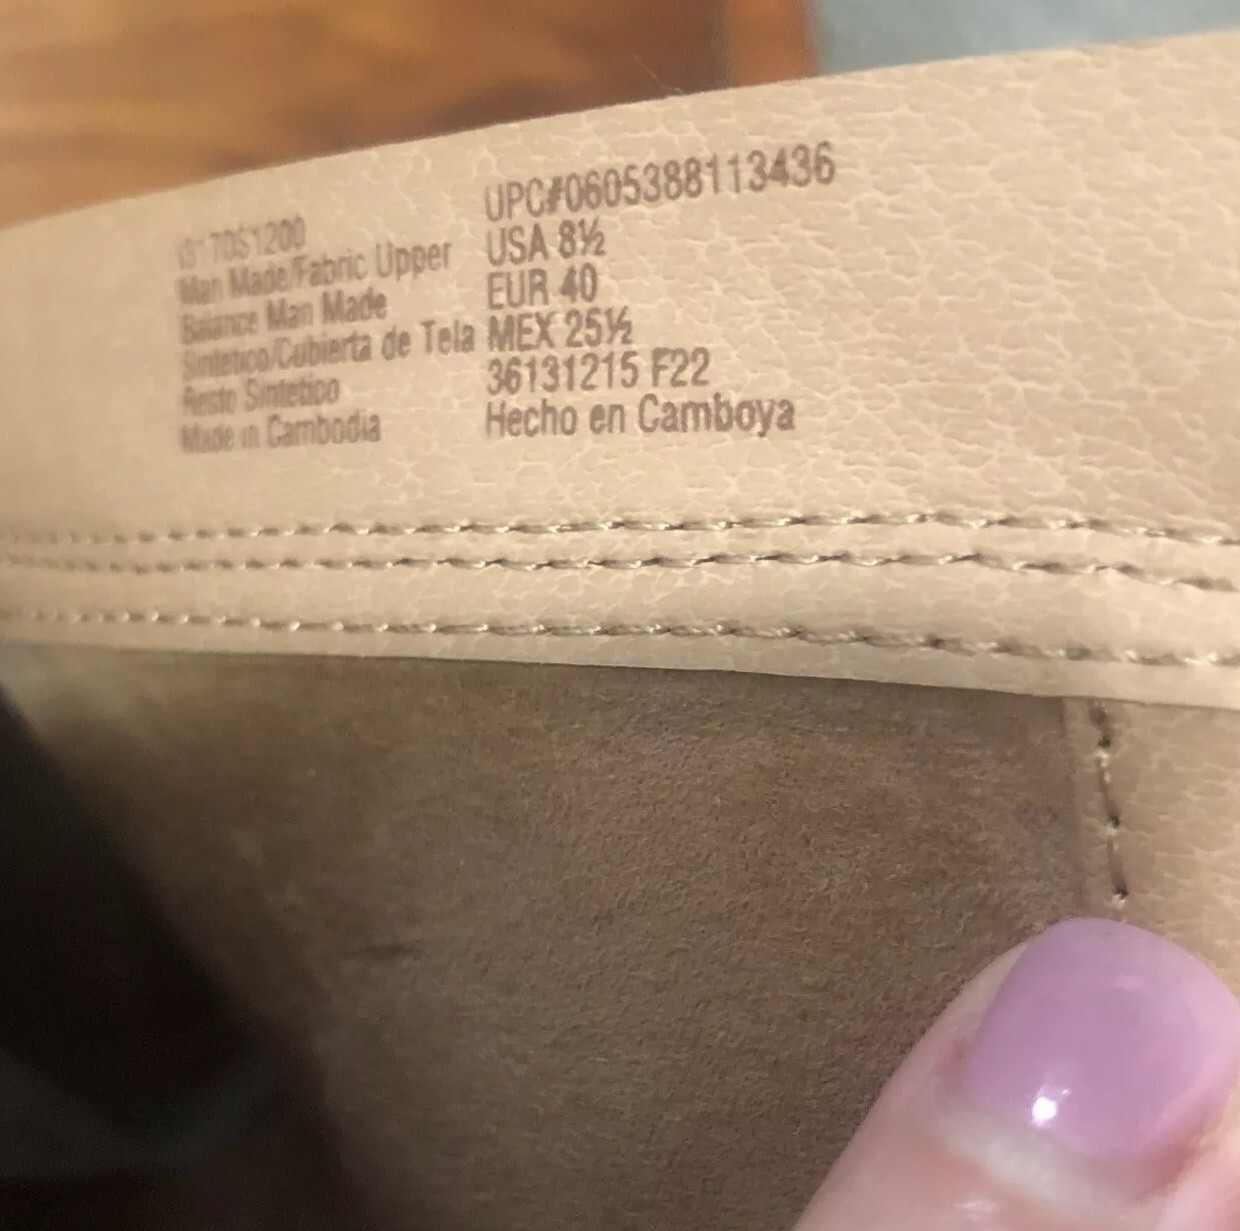 UPC#0605388113436
Man Made/Fabric Upper USA 8½
Balance Man Made EUR 40
Sintetico/Cubierta de Tela MEX 25½
Resto Sintetico 36131215 F22
Made in Cambodia Hecho en Camboya